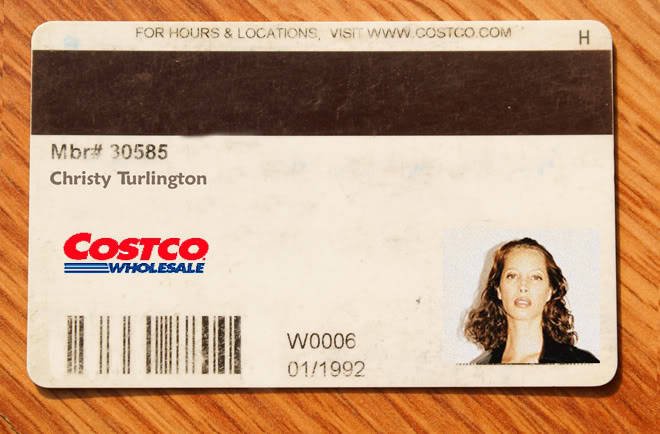 FOR HOURS & LOCATIONS, VISIT WWW.COSTCO.COM
H
Mbr# 30585
Christy Turlington
COSTCO
WHOLESALE
W0006
01/1992